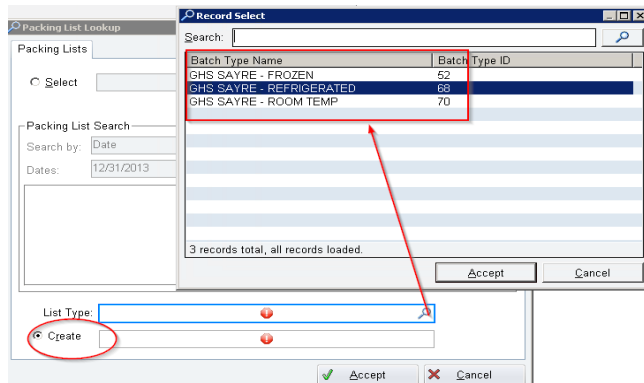 Packing List Lookup
Packing Lists
Select
Packing List Search
Search by: Date
Dates: 12/31/2013
List Type:
Create
Accept Cancel
Record Select
Search:
Batch Type Name Batch Type ID
GHS SAYRE - FROZEN 52
GHS SAYRE - REFRIGERATED 68
GHS SAYRE - ROOM TEMP 70
3 records total, all records loaded.
Accept Cancel